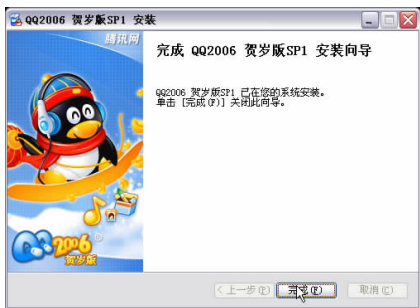 QQ2006 贺岁版SP1 安装
腾讯网
完成 QQ2006 贺岁版SP1 安装向导
QQ2006 贺岁版SP1 已在您的系统安装。
单击 [完成(F)] 关闭此向导。
QQ2006
贺岁版
< 上一步(P)
完成(F)
取消(C)